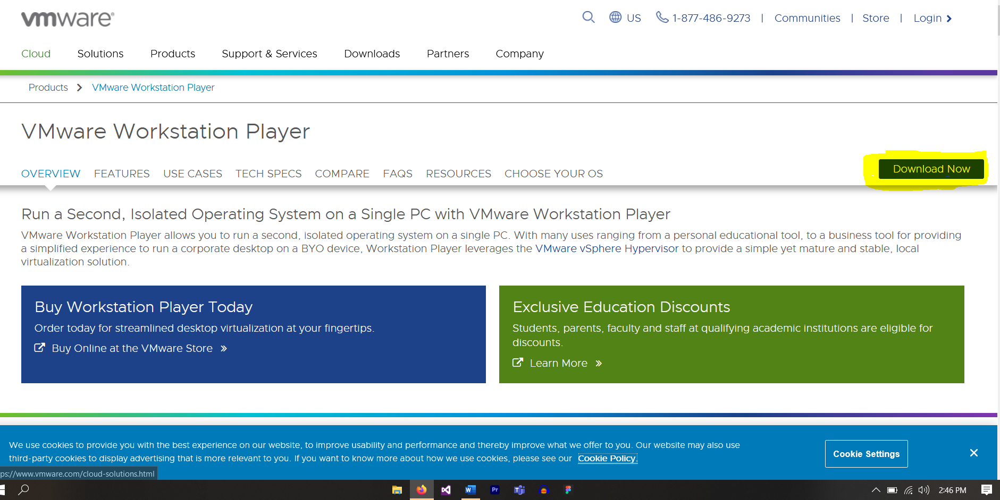 vmware®
US
1-877-486-9273 | Communities | Store | Login
Cloud Solutions Products Support & Services Downloads Partners Company
Products VMware Workstation Player
VMware Workstation Player
OVERVIEW FEATURES USE CASES TECH SPECS COMPARE FAQS RESOURCES CHOOSE YOUR OS
Download Now
Run a Second, Isolated Operating System on a Single PC with VMware Workstation Player
VMware Workstation Player allows you to run a second, isolated operating system on a single PC. With many uses ranging from a personal educational tool, to a business tool for providing
a simplified experience to run a corporate desktop on a BYO device, Workstation Player leverages the VMware vSphere Hypervisor to provide a simple yet mature and stable, local
virtualization solution.
Buy Workstation Player Today
Order today for streamlined desktop virtualization at your fingertips.
Buy Online at the VMware Store »
Exclusive Education Discounts
Students, parents, faculty and staff at qualifying academic institutions are eligible for
discounts.
Learn More »
We use cookies to provide you with the best experience on our website, to improve usability and performance and thereby improve what we offer to you. Our website may also use
third-party cookies to display advertising that is more relevant to you. If you want to know more about how we use cookies, please see our Cookie Policy.
Cookie Settings
ps://www.vmware.com/cloud-solutions.html
W
Pr
T
2:46 PM